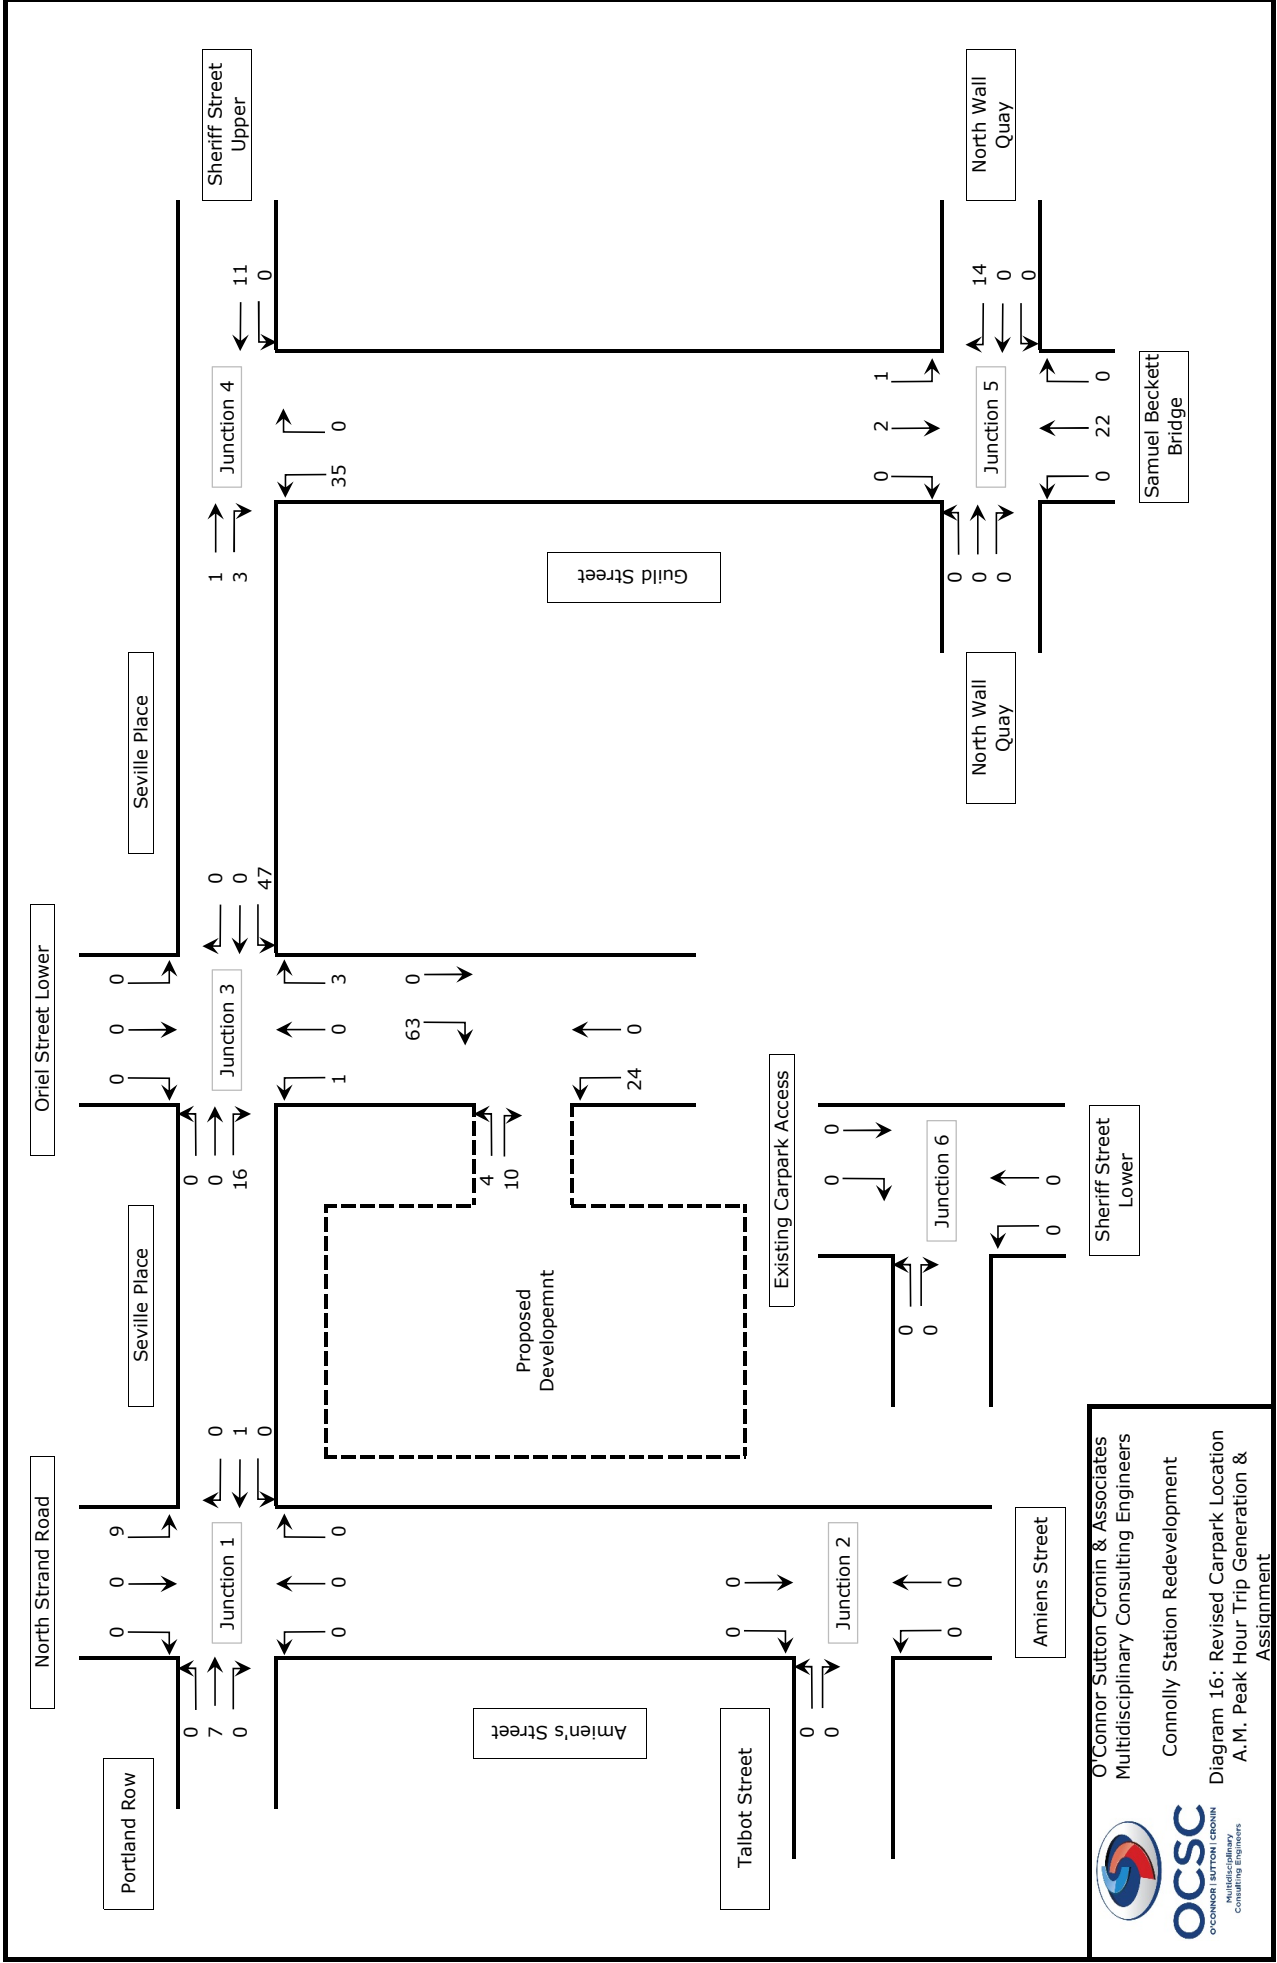 North Strand Road
Oriel Street Lower
0 0 9
0 0 0
Portland Row
Seville Place
Seville Place
0
0
7
0
0
0
1
Sheriff Street
Upper
Junction 1
Junction 3
Junction 4
0
1
16
0
3
11
0
47
0
0 0 0
1 0 3
35 0
63 0
4
10
Proposed
Developemnt
Amien's Street
Guild Street
24 0
0 0
Talbot Street
Existing Carpark Access
0
0
0 0
Junction 2
0 2 1
0
0
Junction 6
0 0
0
North Wall
Quay
0
14
North Wall
Quay
Junction 5
0
0
0
Amiens Street
0 0
0 22 0
Sheriff Street
Lower
Samuel Beckett
Bridge
O'Connor Sutton Cronin & Associates
Multidisciplinary Consulting Engineers
Connolly Station Redevelopment
Diagram 16: Revised Carpark Location
A.M. Peak Hour Trip Generation &
Assignment
OCSC
O'CONNOR | SUTTON | CRONIN
Multidisciplinary
Consulting Engineers